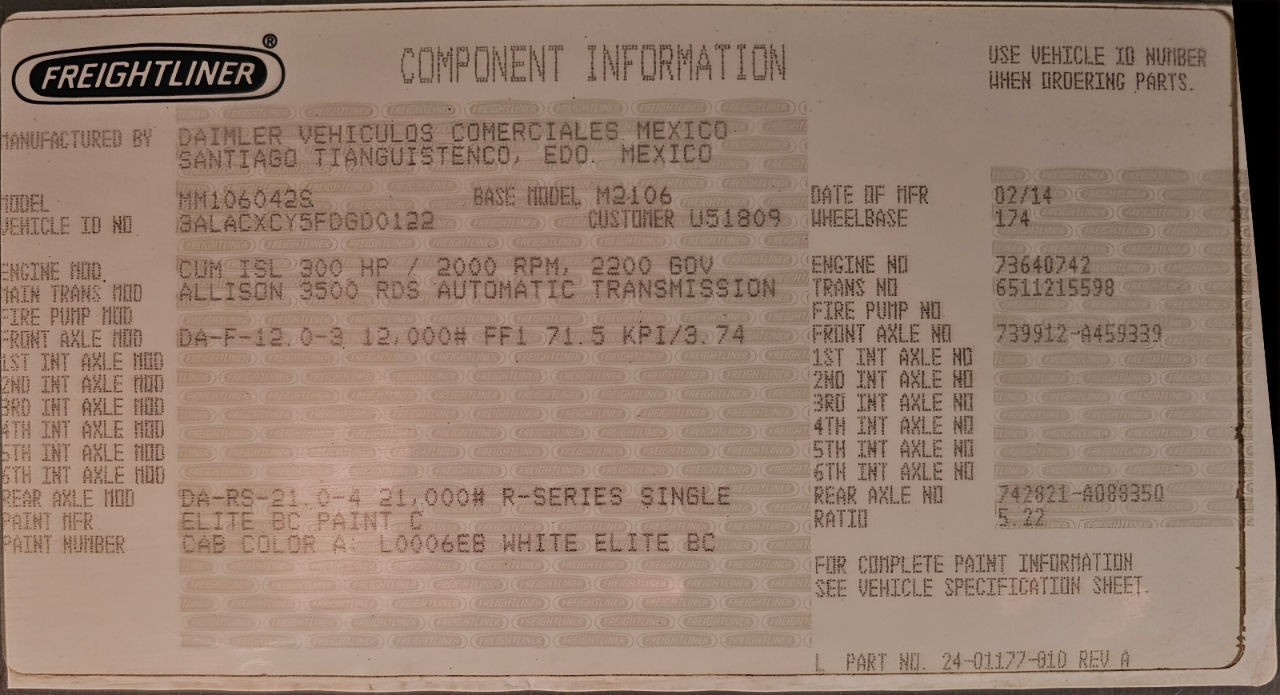 FREIGHTLINER®
COMPONENT INFORMATION
USE VEHICLE ID NUMBER
WHEN ORDERING PARTS.
MANUFACTURED BY DAIMLER VEHICULOS COMERCIALES MEXICO
SANTIAGO TIANGUISTENCO, EDO. MEXICO
MODEL MM106042S BASE MODEL M2106 DATE OF MFR 02/14
VEHICLE ID NO 3ALACXCY5FDGD0122 CUSTOMER U51809 WHEELBASE 174
ENGINE MOD. CUM ISL 300 HP / 2000 RPM, 2200 GOV ENGINE NO 73640742
MAIN TRANS MOD ALLISON 3500 RDS AUTOMATIC TRANSMISSION TRANS NO 6511215598
FIRE PUMP MOD FIRE PUMP NO
FRONT AXLE MOD DA-F-12.0-3 12,000# FF1 71.5 KPI/3.74 FRONT AXLE NO 739912-A459339
1ST INT AXLE MOD 1ST INT AXLE NO
2ND INT AXLE MOD 2ND INT AXLE NO
3RD INT AXLE MOD 3RD INT AXLE NO
4TH INT AXLE MOD 4TH INT AXLE NO
5TH INT AXLE MOD 5TH INT AXLE NO
6TH INT AXLE MOD 6TH INT AXLE NO
REAR AXLE MOD DA-RS-21.0-4 21,000# R-SERIES SINGLE REAR AXLE NO 742821-A088350
PAINT MFR ELITE BC PAINT C RATIO 5.22
PAINT NUMBER CAB COLOR A: L0006EB WHITE ELITE BC
FOR COMPLETE PAINT INFORMATION
SEE VEHICLE SPECIFICATION SHEET.
L PART NO. 24-01177-010 REV A